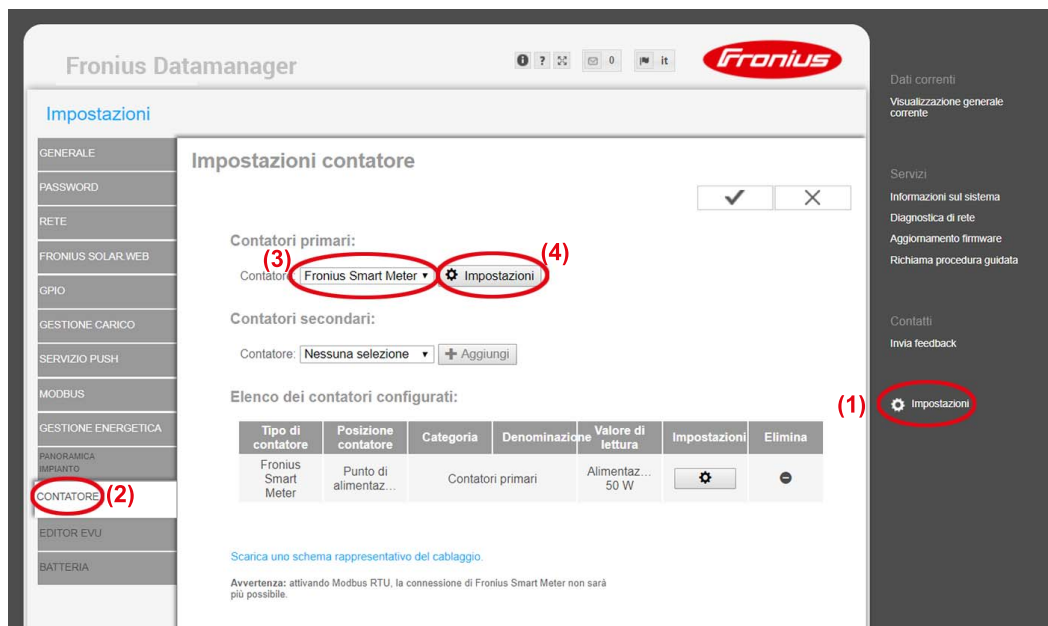 Fronius Datamanager
0
it
Fronius
Impostazioni
GENERALE
PASSWORD
RETE
FRONIUS SOLAR.WEB
GPIO
GESTIONE CARICO
SERVIZIO PUSH
MODBUS
GESTIONE ENERGETICA
PANORAMICA
IMPIANTO
CONTATORE (2)
EDITOR EVU
BATTERIA
Impostazioni contatore
Contatori primari:
(3)
(4)
Contatore: Fronius Smart Meter Impostazioni
Contatori secondari:
Contatore: Nessuna selezione Aggiungi
Elenco dei contatori configurati:
Tipo di contatore Posizione contatore Categoria Denominazione Valore di lettura Impostazioni Elimina
Fronius Smart Meter Punto di alimentaz... Contatori primari Alimentaz... 50 W
Scarica uno schema rappresentativo del cablaggio.
Avvertenza: attivando Modbus RTU, la connessione di Fronius Smart Meter non sarà
più possibile.
Dati correnti
Visualizzazione generale
corrente
Servizi
Informazioni sul sistema
Diagnostica di rete
Aggiornamento firmware
Richiama procedura guidata
Contatti
Invia feedback
(1)
Impostazioni